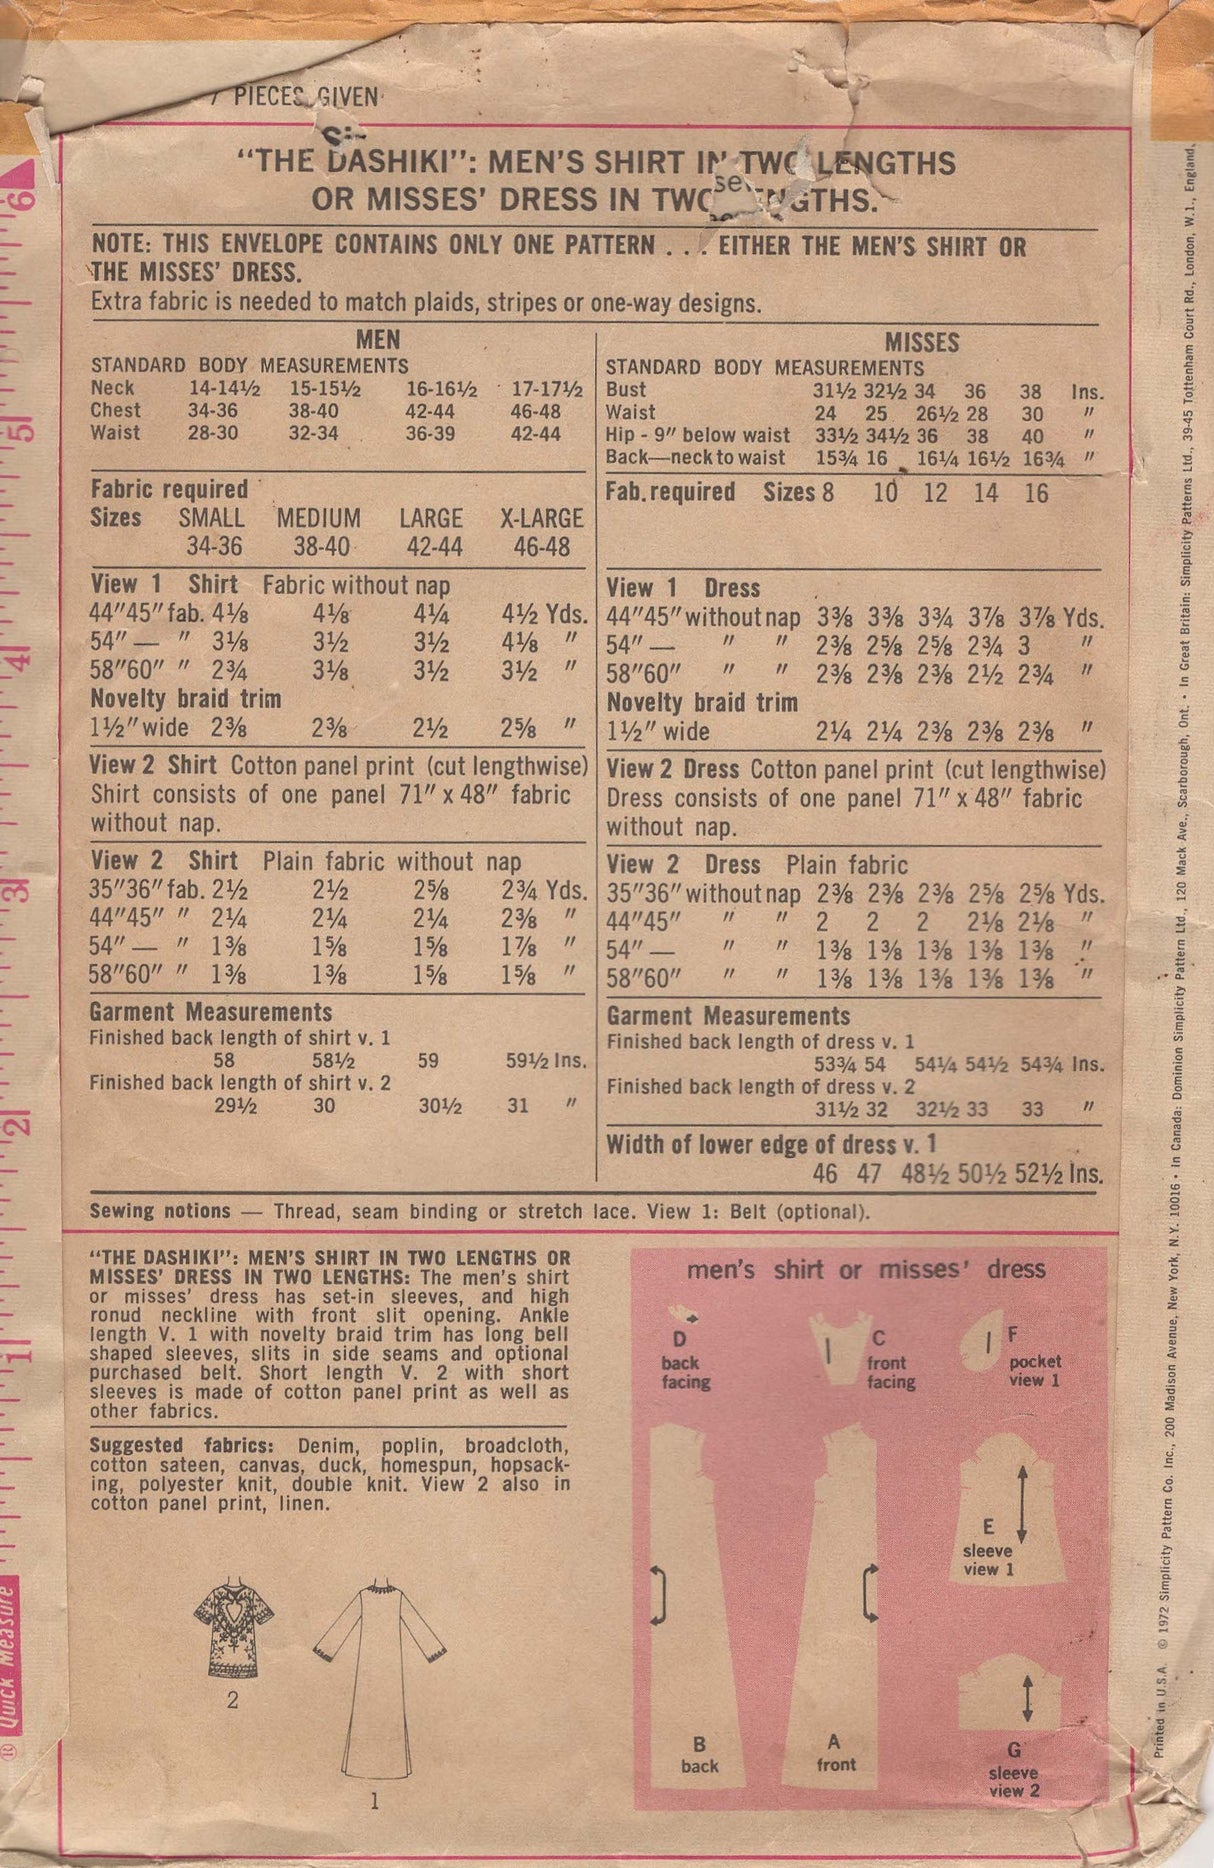 7 PIECES GIVEN
"THE DASHIKI": MEN'S SHIRT IN TWO LENGTHS
OR MISSES' DRESS IN TWO LENGTHS.
NOTE: THIS ENVELOPE CONTAINS ONLY ONE PATTERN . . . EITHER THE MEN'S SHIRT OR
THE MISSES' DRESS.
Extra fabric is needed to match plaids, stripes or one-way designs.
MEN
STANDARD BODY MEASUREMENTS
Neck 14-14½ 15-15½ 16-16½ 17-17½
Chest 34-36 38-40 42-44 46-48
Waist 28-30 32-34 36-39 42-44
Fabric required
Sizes SMALL MEDIUM LARGE X-LARGE
34-36 38-40 42-44 46-48
View 1 Shirt Fabric without nap
44"45" fab. 4⅛ 4⅛ 4¼ 4½ Yds.
54" — " 3⅛ 3½ 3½ 4⅛ "
58"60" " 2¾ 3⅛ 3½ 3½ "
Novelty braid trim
1½" wide 2⅜ 2⅜ 2½ 2⅝ "
View 2 Shirt Cotton panel print (cut lengthwise)
Shirt consists of one panel 71" x 48" fabric
without nap.
View 2 Shirt Plain fabric without nap
35"36" fab. 2½ 2½ 2⅝ 2¾ Yds.
44"45" " 2¼ 2¼ 2¼ 2⅜ "
54" — " 1⅜ 1⅝ 1⅝ 1⅞ "
58"60" " 1⅜ 1⅜ 1⅝ 1⅝ "
Garment Measurements
Finished back length of shirt v. 1
58 58½ 59 59½ Ins.
Finished back length of shirt v. 2
29½ 30 30½ 31 "
MISSES
STANDARD BODY MEASUREMENTS
Bust 31½ 32½ 34 36 38 Ins.
Waist 24 25 26½ 28 30 "
Hip - 9" below waist 33½ 34½ 36 38 40 "
Back—neck to waist 15¾ 16 16¼ 16½ 16¾ "
Fab. required Sizes 8 10 12 14 16
View 1 Dress
44"45" without nap 3⅜ 3⅜ 3¾ 3⅞ 3⅞ Yds.
54" — " " 2⅜ 2⅝ 2⅝ 2¾ 3 "
58"60" " " 2⅜ 2⅜ 2⅜ 2½ 2¾ "
Novelty braid trim
1½" wide 2¼ 2¼ 2⅜ 2⅜ 2⅜ "
View 2 Dress Cotton panel print (cut lengthwise)
Dress consists of one panel 71" x 48" fabric
without nap.
View 2 Dress Plain fabric
35"36" without nap 2⅜ 2⅜ 2⅜ 2⅝ 2⅝ Yds.
44"45" " " 2 2 2 2⅛ 2⅛ "
54" — " " 1⅜ 1⅜ 1⅜ 1⅜ 1⅜ "
58"60" " " 1⅜ 1⅜ 1⅜ 1⅜ 1⅜ "
Garment Measurements
Finished back length of dress v. 1
53¾ 54 54¼ 54½ 54¾ Ins.
Finished back length of dress v. 2
31½ 32 32½ 33 33 "
Width of lower edge of dress v. 1
46 47 48½ 50½ 52½ Ins.
Sewing notions — Thread, seam binding or stretch lace. View 1: Belt (optional).
"THE DASHIKI": MEN'S SHIRT IN TWO LENGTHS OR
MISSES' DRESS IN TWO LENGTHS: The men's shirt
or misses' dress has set-in sleeves, and high
ronud neckline with front slit opening. Ankle
length V. 1 with novelty braid trim has long bell
shaped sleeves, slits in side seams and optional
purchased belt. Short length V. 2 with short
sleeves is made of cotton panel print as well as
other fabrics.
Suggested fabrics: Denim, poplin, broadcloth,
cotton sateen, canvas, duck, homespun, hopsack-
ing, polyester knit, double knit. View 2 also in
cotton panel print, linen.
2
1
men's shirt or misses' dress
D
back
facing
C
front
facing
F
pocket
view 1
E
sleeve
view 1
B
back
A
front
G
sleeve
view 2
6
5
4
3
2
1
Quick Measure
®
Printed in U.S.A. © 1972 Simplicity Pattern Co. Inc., 200 Madison Avenue, New York, N.Y. 10016 • In Canada: Dominion Simplicity Pattern Ltd., 120 Mack Ave., Scarborough, Ont. • In Great Britain: Simplicity Patterns Ltd., 39-45 Tottenham Court Rd., London, W.1., England.